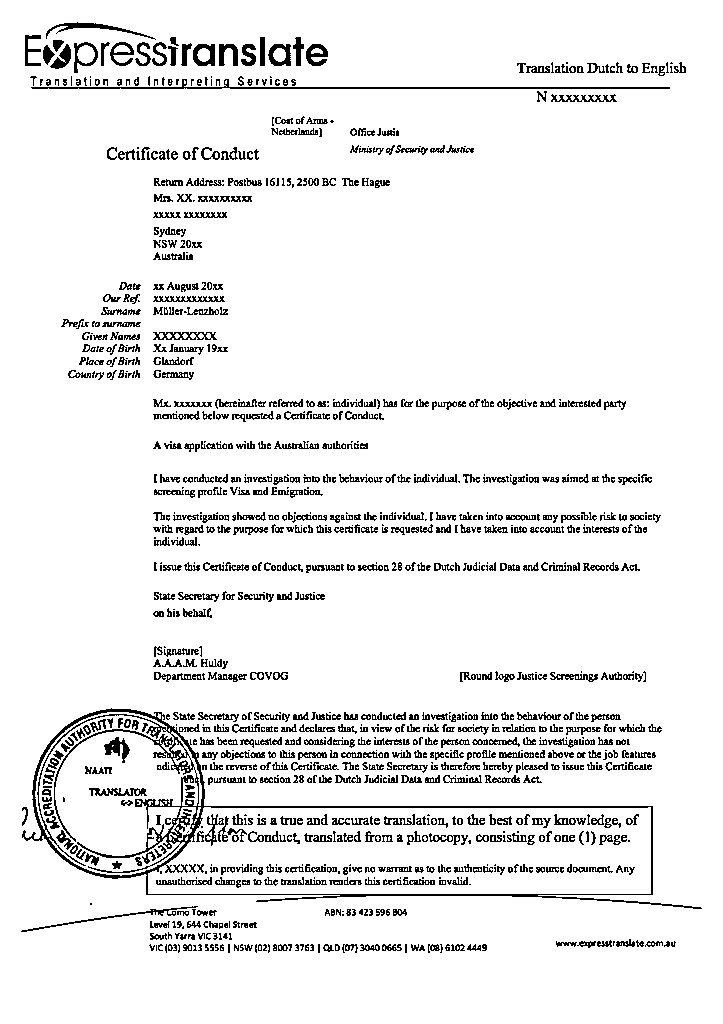 Expresstranslate
Translation and Interpreting Services
Translation Dutch to English
N xxxxxxxxx
[Coat of Arms -
Netherlands]
Office Justis
Ministry of Security and Justice
Certificate of Conduct
Return Address: Postbus 16115, 2500 BC The Hague
Mrs. XX. xxxxxxxxxx
xxxxx xxxxxxxx
Sydney
NSW 20xx
Australia
Date xx August 20xx
Our Ref. xxxxxxxxxxxxx
Surname Müller-Lenzholz
Prefix to surname
Given Names XXXXXXXX
Date of Birth Xx January 19xx
Place of Birth Glandorf
Country of Birth Germany
Mx. xxxxxxx (hereinafter referred to as: individual) has for the purpose of the objective and interested party
mentioned below requested a Certificate of Conduct.
A visa application with the Australian authorities
I have conducted an investigation into the behaviour of the individual. The investigation was aimed at the specific
screening profile Visa and Emigration.
The investigation showed no objections against the individual. I have taken into account any possible risk to society
with regard to the purpose for which this certificate is requested and I have taken into account the interests of the
individual.
I issue this Certificate of Conduct, pursuant to section 28 of the Dutch Judicial Data and Criminal Records Act.
State Secretary for Security and Justice
on his behalf,
[Signature]
A.A.A.M. Huldy
Department Manager COVOG
[Round logo Justice Screenings Authority]
The State Secretary of Security and Justice has conducted an investigation into the behaviour of the person
mentioned in this Certificate and declares that, in view of the risk for society in relation to the purpose for which the
certificate has been requested and considering the interests of the person concerned, the investigation has not
resulted in any objections to this person in connection with the specific profile mentioned above or the job features
indicated on the reverse of this Certificate. The State Secretary is therefore hereby pleased to issue this Certificate
pursuant to section 28 of the Dutch Judicial Data and Criminal Records Act.
NATIONAL ACCREDITATION AUTHORITY FOR TRANSLATORS AND INTERPRETERS
NAATI
TRANSLATOR
<=> ENGLISH
I certify that this is a true and accurate translation, to the best of my knowledge, of
a Certificate of Conduct, translated from a photocopy, consisting of one (1) page.
I, XXXXX, in providing this certification, give no warrant as to the authenticity of the source document. Any
unauthorised changes to the translation renders this certification invalid.
The Como Tower
Level 19, 644 Chapel Street
South Yarra VIC 3141
VIC (03) 9013 5556 | NSW (02) 8007 3763 | QLD (07) 3040 0665 | WA (08) 6102 4449
ABN: 83 423 596 804
www.expresstranslate.com.au